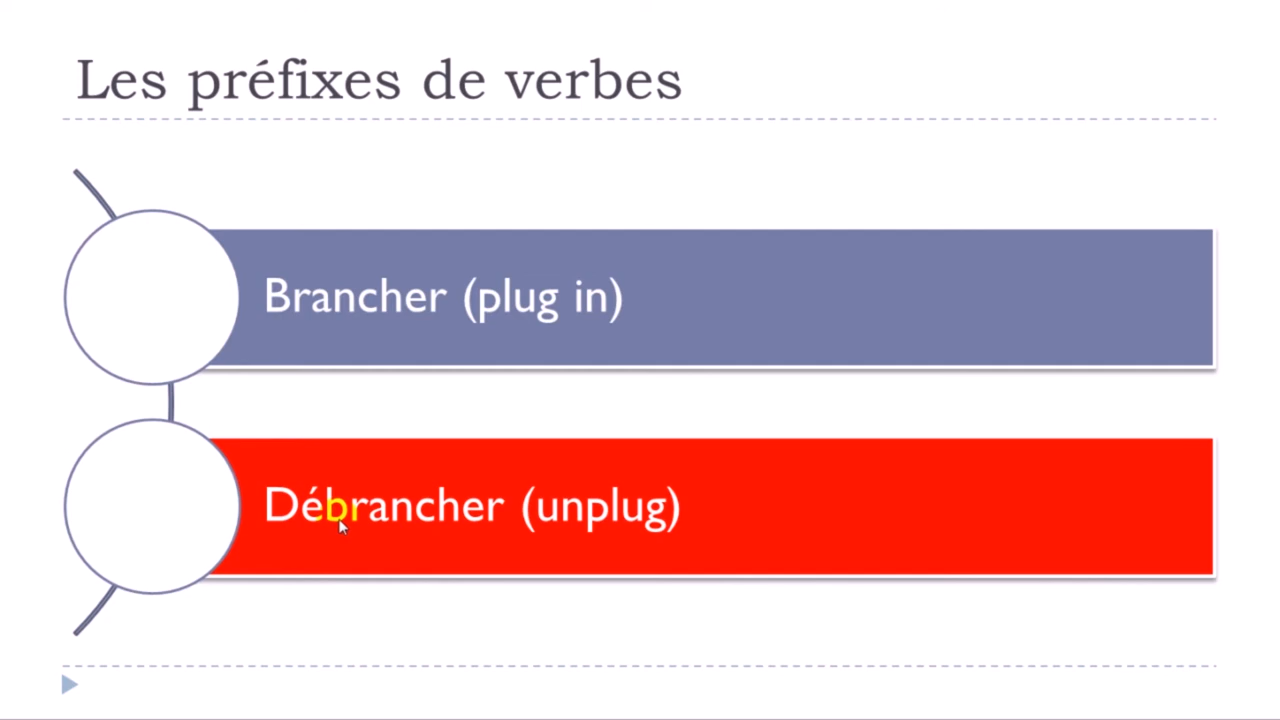 Les préfixes de verbes
Brancher (plug in)
Débrancher (unplug)